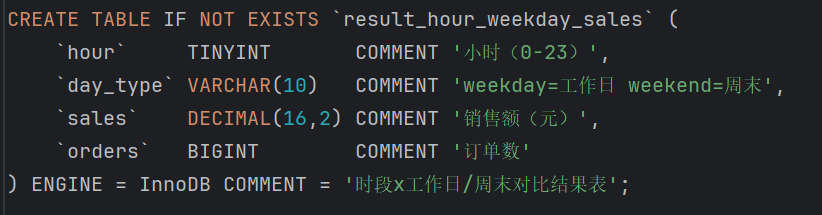 CREATE TABLE IF NOT EXISTS `result_hour_weekday_sales` (
    `hour`     TINYINT       COMMENT '小时（0-23）',
    `day_type` VARCHAR(10)   COMMENT 'weekday=工作日 weekend=周末',
    `sales`    DECIMAL(16,2) COMMENT '销售额（元）',
    `orders`   BIGINT        COMMENT '订单数'
) ENGINE = InnoDB COMMENT = '时段x工作日/周末对比结果表';